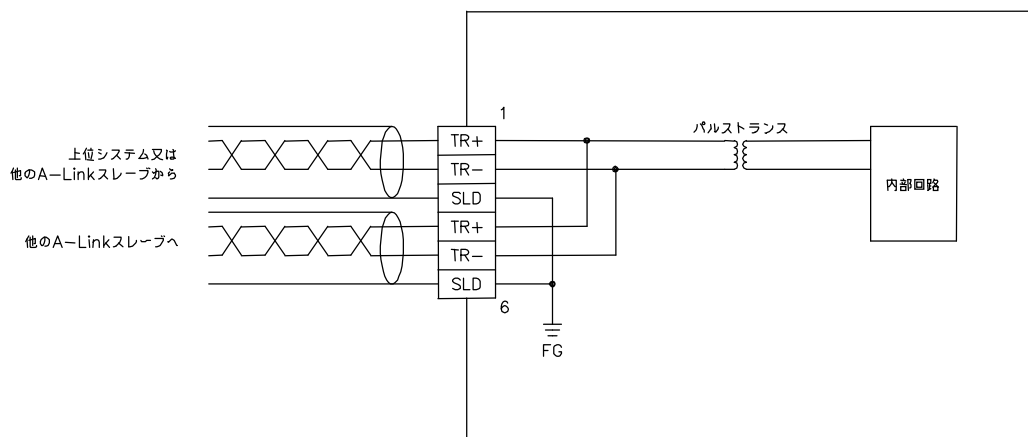 1
パルストランス
上位システム又は
他のA-Linkスレーブから
TR+
TR-
SLD
内部回路
他のA-Linkスレーブへ
TR+
TR-
SLD
6
FG